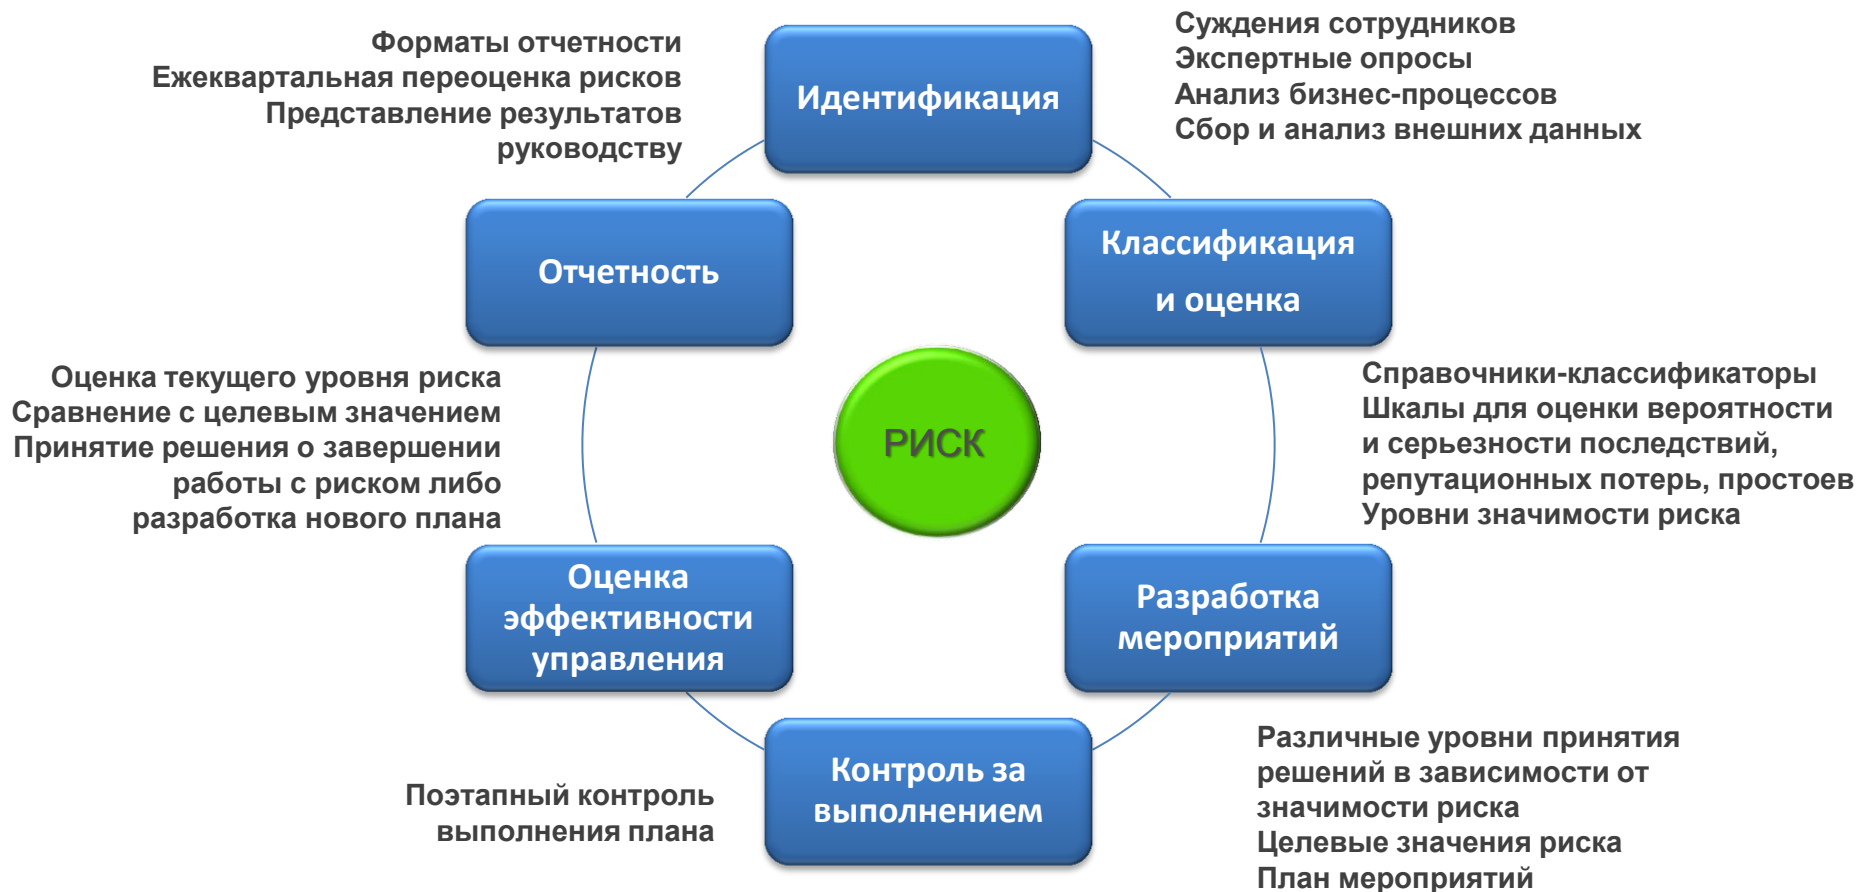 Форматы отчетности
Ежеквартальная переоценка рисков
Представление результатов
руководству
Идентификация
Суждения сотрудников
Экспертные опросы
Анализ бизнес-процессов
Сбор и анализ внешних данных
Отчетность
Классификация
и оценка
Оценка текущего уровня риска
Сравнение с целевым значением
Принятие решения о завершении
работы с риском либо
разработка нового плана
РИСК
Справочники-классификаторы
Шкалы для оценки вероятности
и серьезности последствий,
репутационных потерь, простоев
Уровни значимости риска
Оценка
эффективности
управления
Разработка
мероприятий
Поэтапный контроль
выполнения плана
Контроль за
выполнением
Различные уровни принятия
решений в зависимости от
значимости риска
Целевые значения риска
План мероприятий